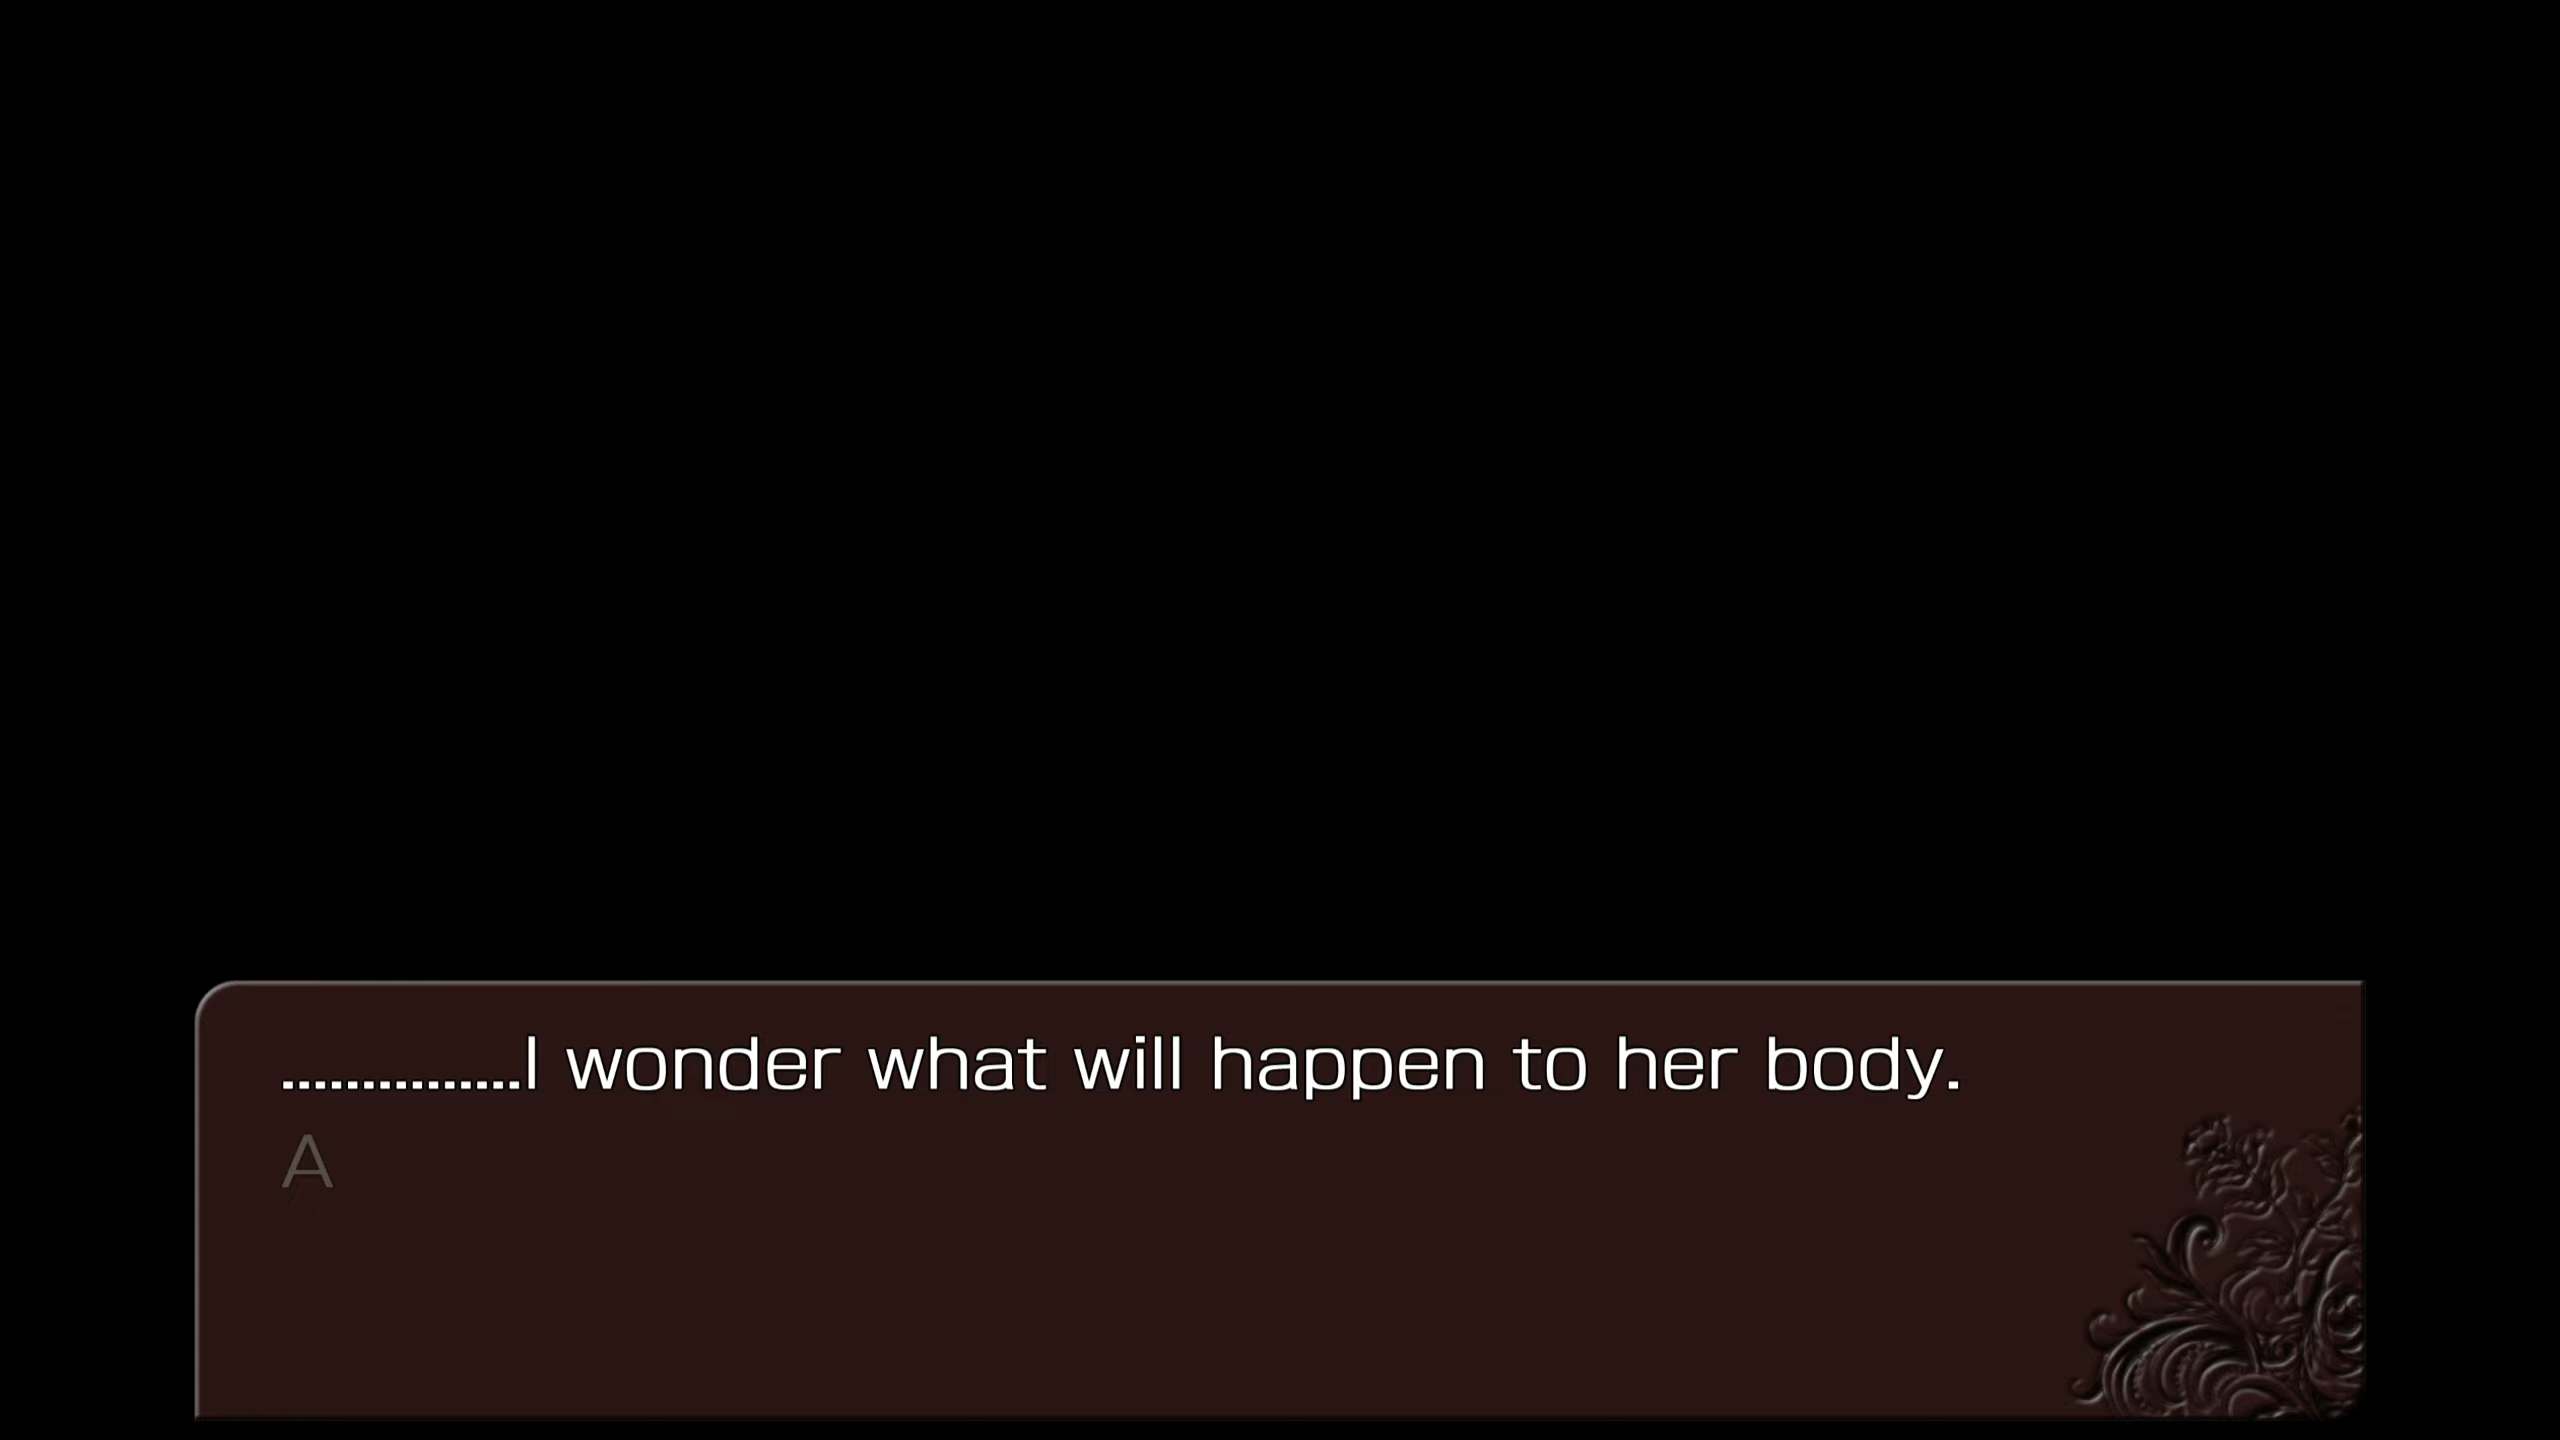 ...............I wonder what will happen to her body.
A